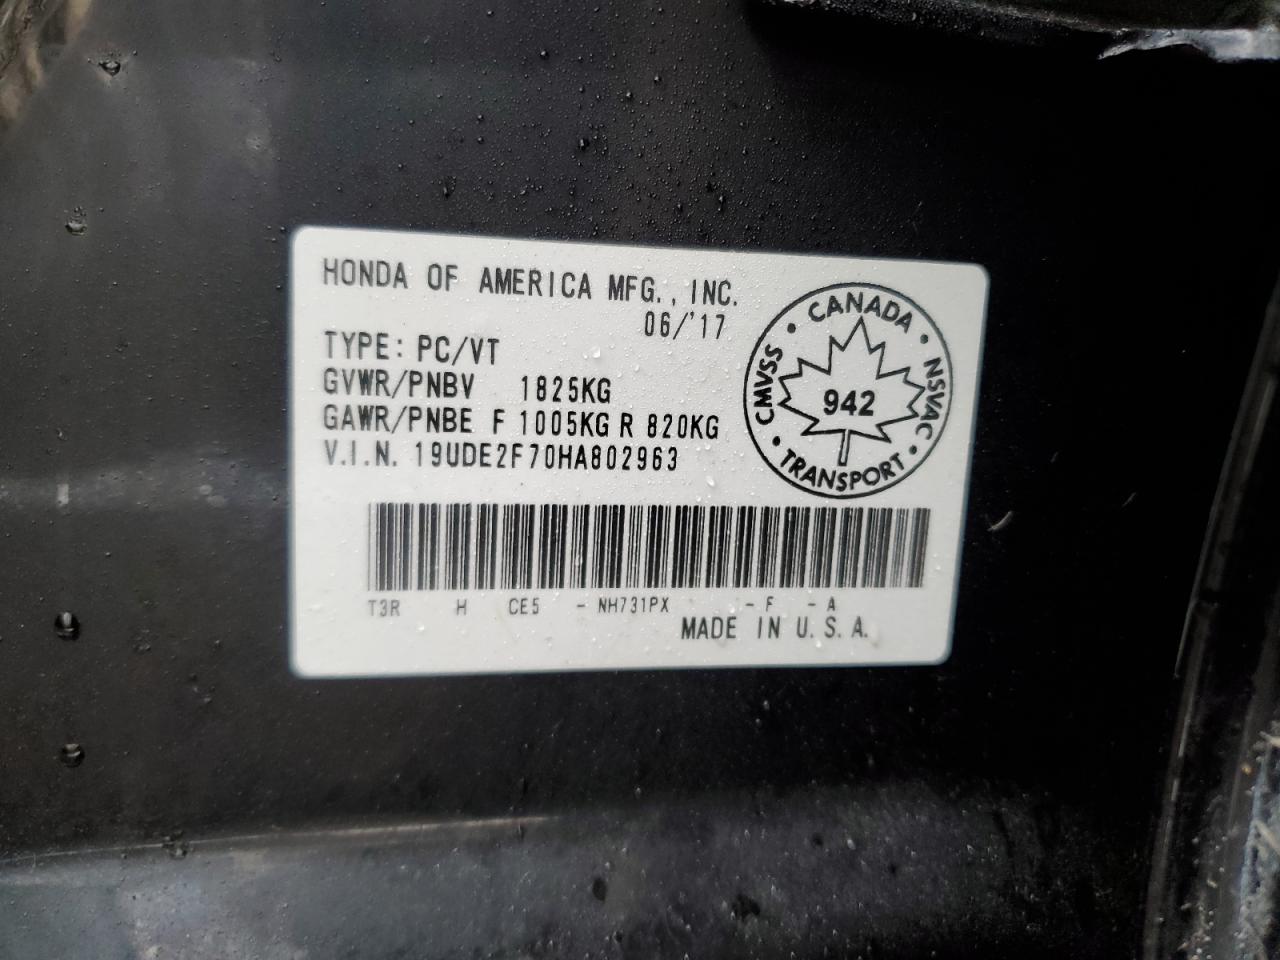 HONDA OF AMERICA MFG., INC.
06/'17
TYPE: PC/VT
GVWR/PNBV 1825KG
GAWR/PNBE F 1005KG R 820KG
V.I.N. 19UDE2F70HA802963
CANADA
CMVSS
NSVAC
942
TRANSPORT
T3R H CE5 - NH731PX - F - A
MADE IN U.S.A.